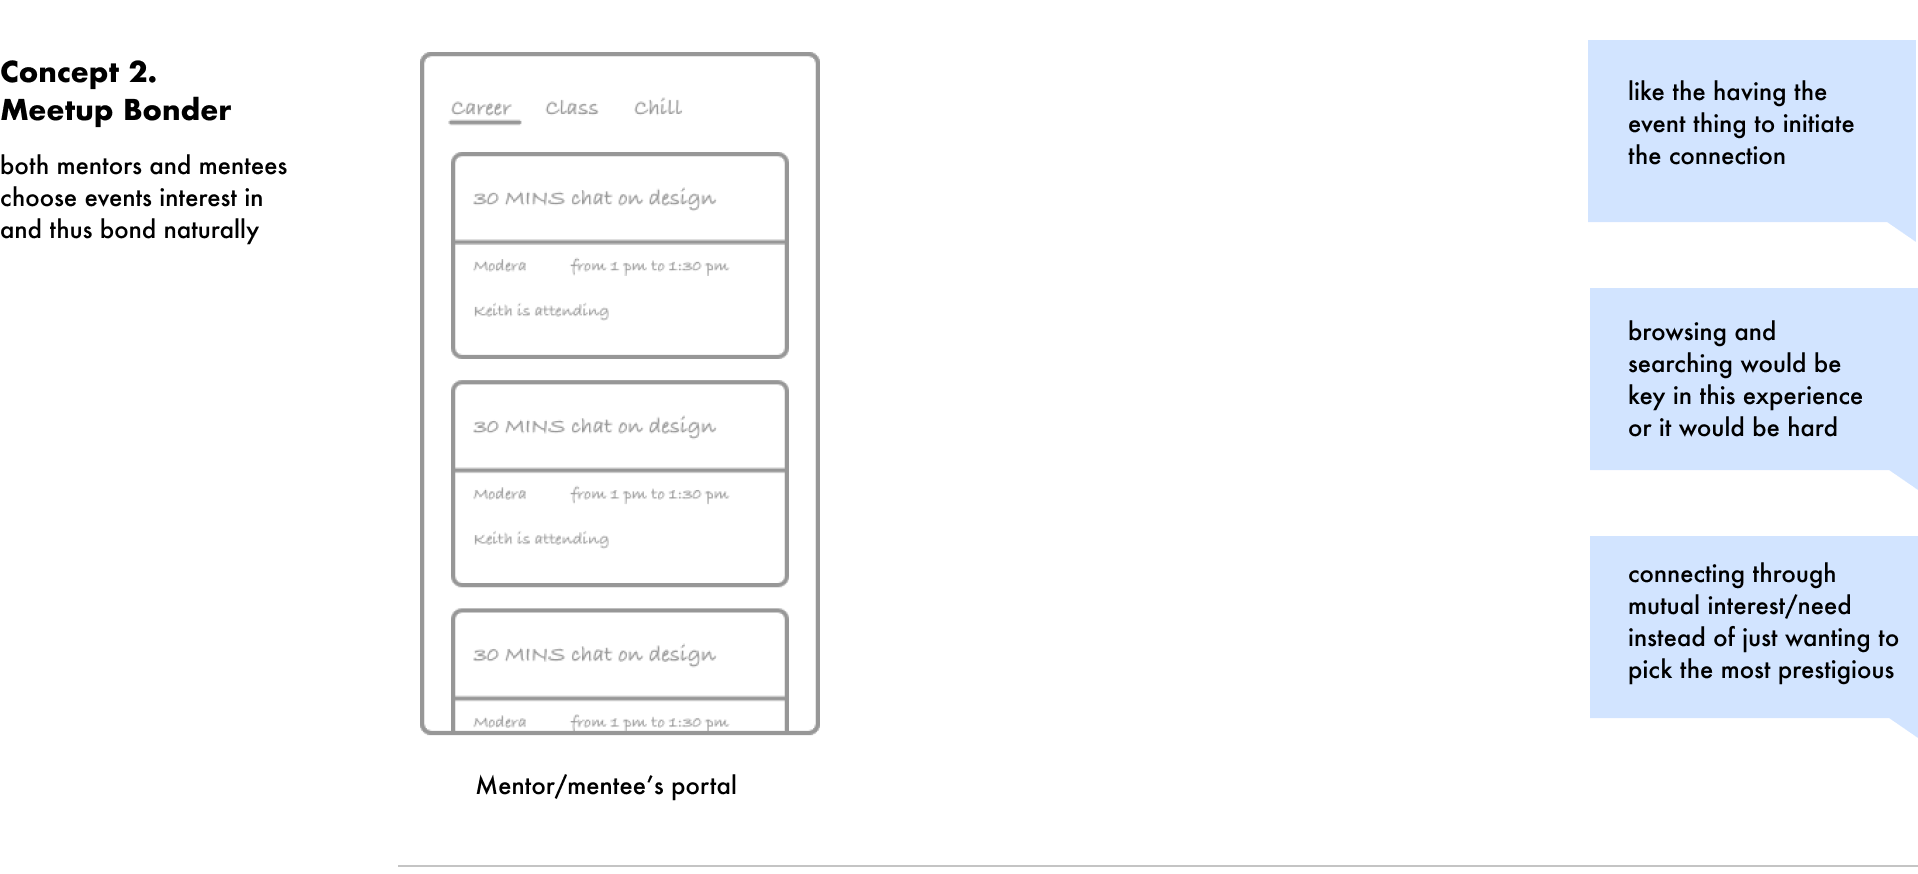 Concept 2.
Meetup Bonder
both mentors and mentees
choose events interest in
and thus bond naturally
Career Class Chill
30 MINS chat on design
Modera from 1 pm to 1:30 pm
Keith is attending
30 MINS chat on design
Modera from 1 pm to 1:30 pm
Keith is attending
30 MINS chat on design
Modera from 1 pm to 1:30 pm
Mentor/mentee’s portal
like the having the
event thing to initiate
the connection
browsing and
searching would be
key in this experience
or it would be hard
connecting through
mutual interest/need
instead of just wanting to
pick the most prestigious